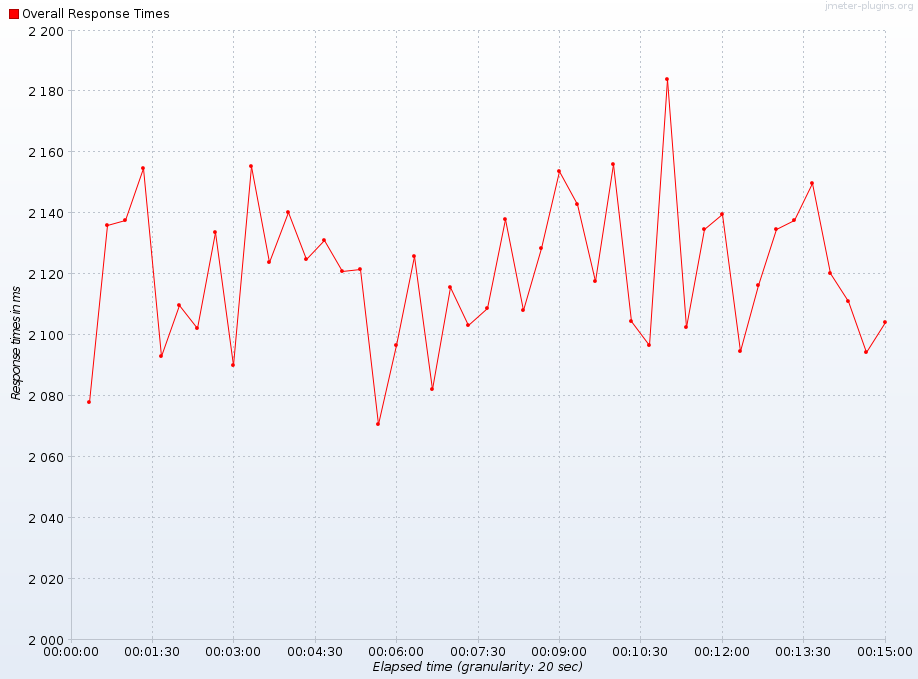 Overall Response Times
jmeter-plugins.org
2 200
2 180
2 160
2 140
2 120
2 100
2 080
2 060
2 040
2 020
2 000
Response times in ms
00:00:00 00:01:30 00:03:00 00:04:30 00:06:00 00:07:30 00:09:00 00:10:30 00:12:00 00:13:30 00:15:00
Elapsed time (granularity: 20 sec)